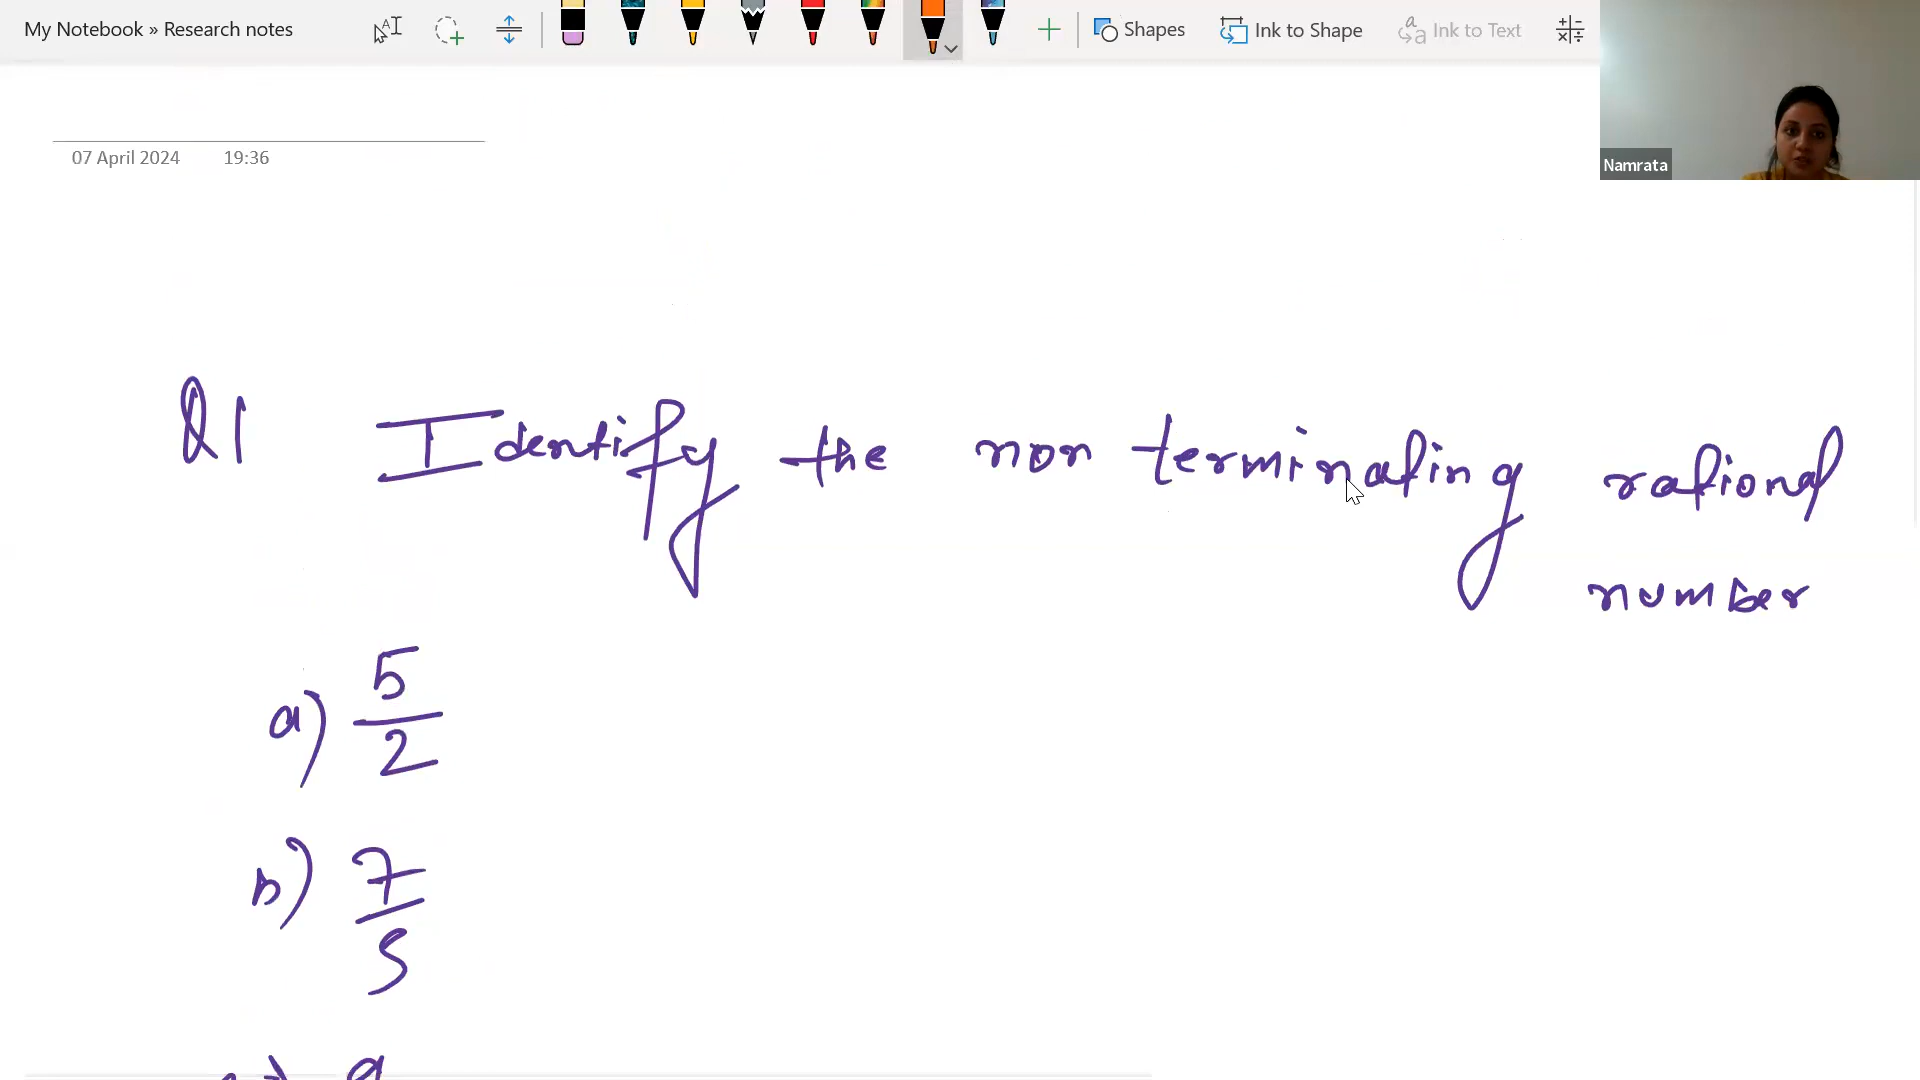 My Notebook » Research notes
Shapes
Ink to Shape
Ink to Text
Namrata
07 April 2024 19:36
Q1 Identify the non terminating rational
number
a) 5
2
b) 7
5